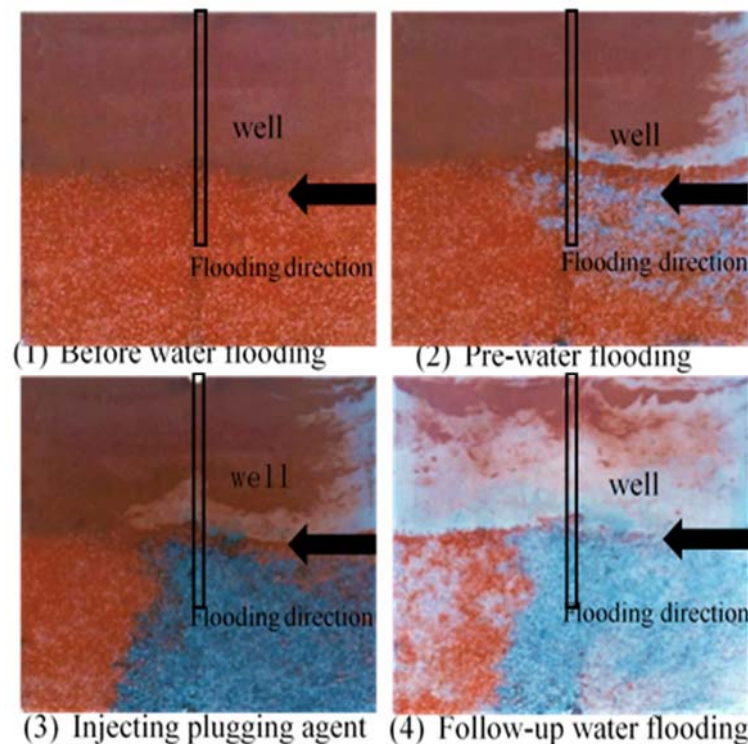 well
Flooding direction
(1) Before water flooding
well
Flooding direction
(2) Pre-water flooding
well
Flooding direction
(3) Injecting plugging agent
well
Flooding direction
(4) Follow-up water flooding